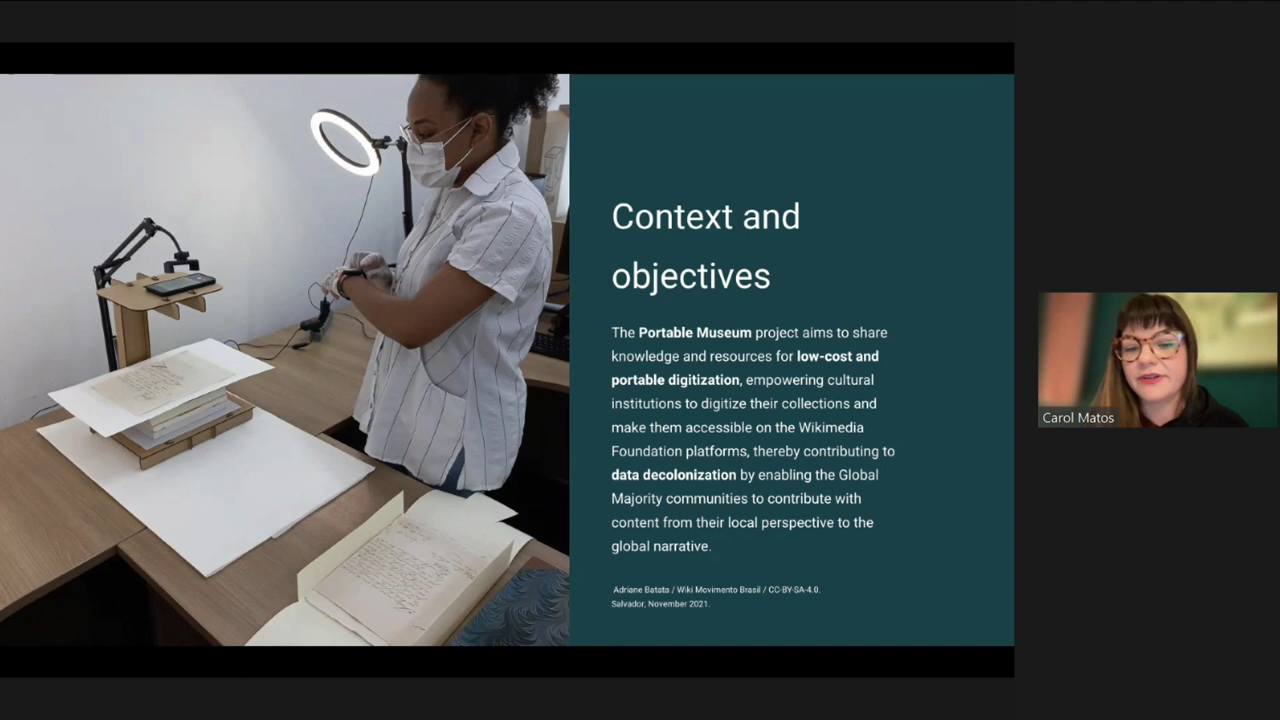 Context and
objectives
The Portable Museum project aims to share
knowledge and resources for low-cost and
portable digitization, empowering cultural
institutions to digitize their collections and
make them accessible on the Wikimedia
Foundation platforms, thereby contributing to
data decolonization by enabling the Global
Majority communities to contribute with
content from their local perspective to the
global narrative.
Adriane Batata / Wiki Movimento Brasil / CC-BY-SA-4.0.
Salvador, November 2021.
Carol Matos